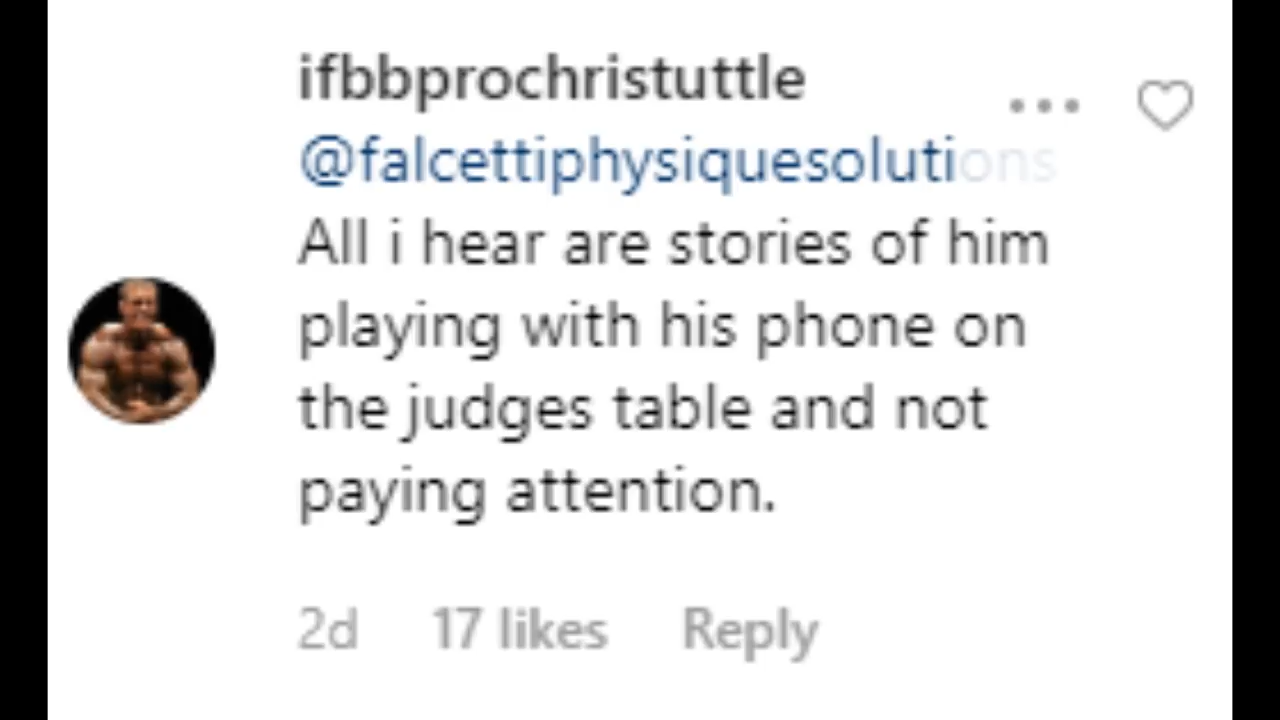 ifbbprochristuttle
@falcettiphysiquesolutions
All i hear are stories of him
playing with his phone on
the judges table and not
paying attention.
2d 17 likes Reply